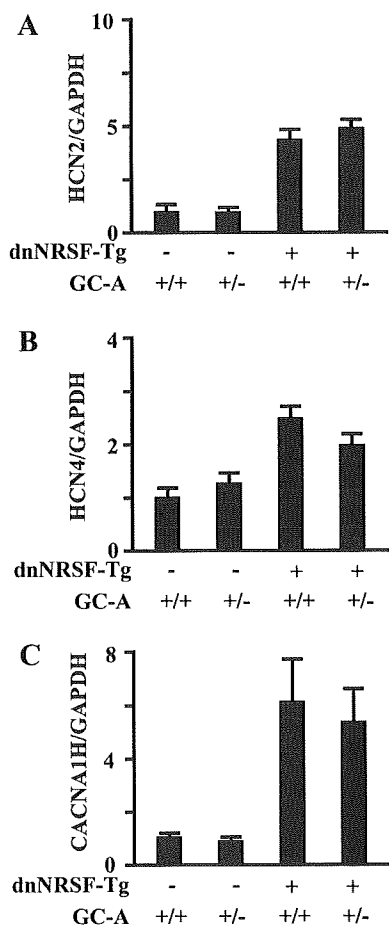 A
HCN2/GAPDH
10
5
0
dnNRSF-Tg - - + +
GC-A +/+ +/- +/+ +/-
B
HCN4/GAPDH
4
2
0
dnNRSF-Tg - - + +
GC-A +/+ +/- +/+ +/-
C
CACNA1H/GAPDH
8
4
0
dnNRSF-Tg - - + +
GC-A +/+ +/- +/+ +/-